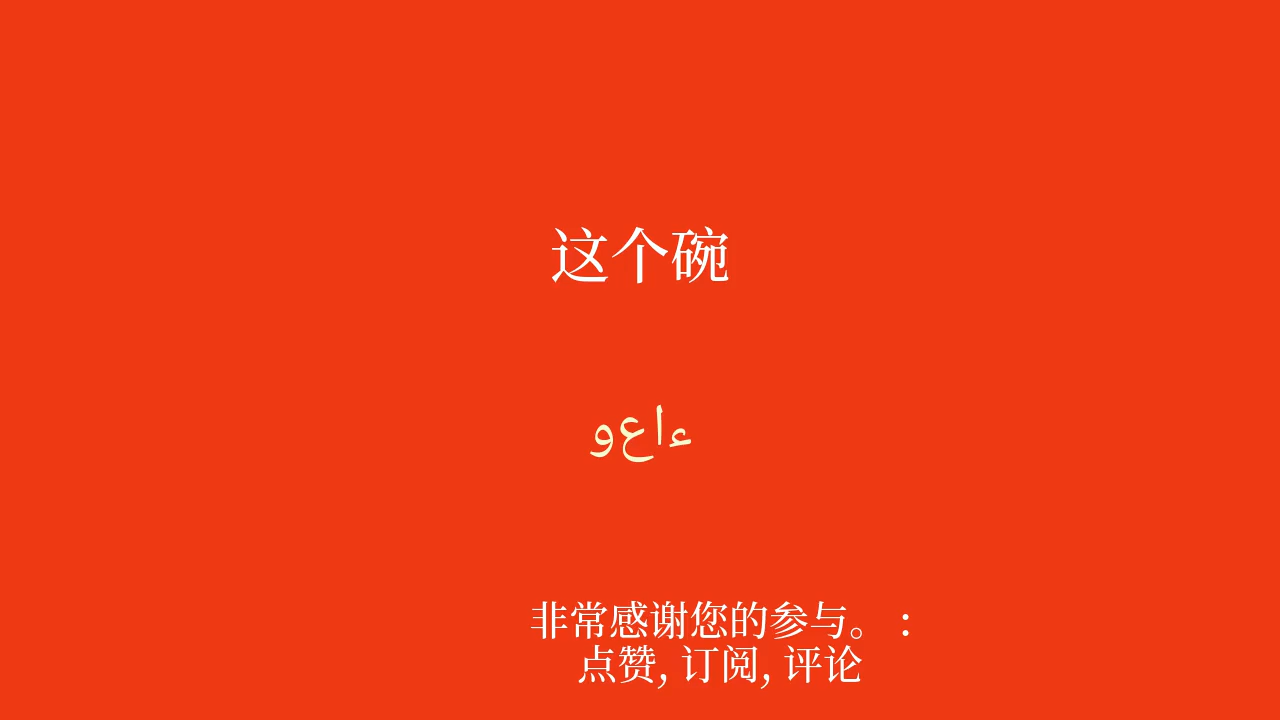 这个碗
وعاء
非常感谢您的参与。 :
点赞, 订阅, 评论